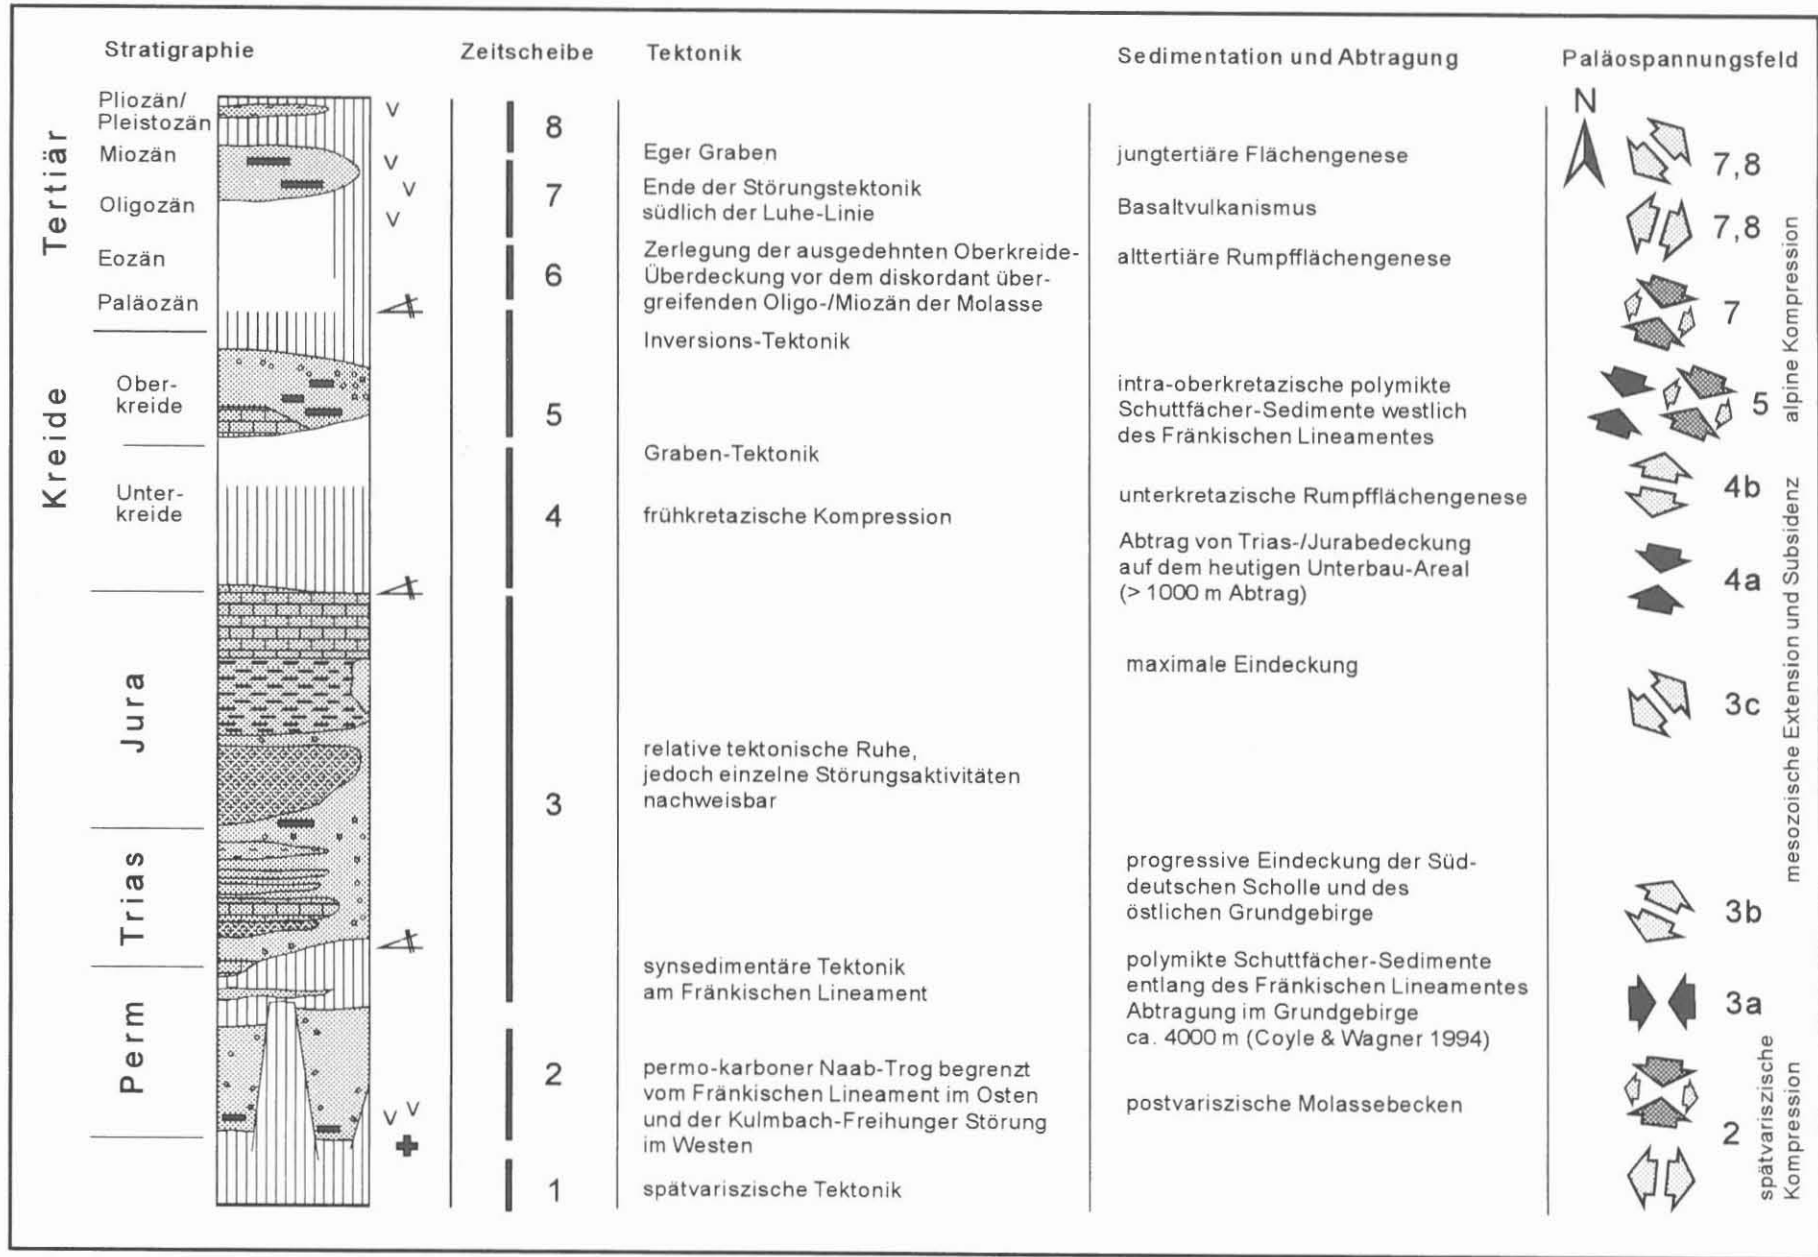 Stratigraphie
Zeitscheibe
Tektonik
Sedimentation und Abtragung
Paläospannungsfeld
Tertiär
Pliozän/
Pleistozän
Miozän
Oligozän
Eozän
Paläozän
Kreide
Ober-
kreide
Unter-
kreide
Jura
Trias
Perm
v
v
v
v
v v
8
7
6
5
4
3
2
1
Eger Graben
Ende der Störungstektonik
südlich der Luhe-Linie
Zerlegung der ausgedehnten Oberkreide-
Überdeckung vor dem diskordant über-
greifenden Oligo-/Miozän der Molasse
Inversions-Tektonik
Graben-Tektonik
frühkretazische Kompression
relative tektonische Ruhe,
jedoch einzelne Störungsaktivitäten
nachweisbar
synsedimentäre Tektonik
am Fränkischen Lineament
permo-karboner Naab-Trog begrenzt
vom Fränkischen Lineament im Osten
und der Kulmbach-Freihunger Störung
im Westen
spätvariszische Tektonik
jungtertiäre Flächengenese
Basaltvulkanismus
alttertiäre Rumpfflächengenese
intra-oberkretazische polymikte
Schuttfächer-Sedimente westlich
des Fränkischen Lineamentes
unterkretazische Rumpfflächengenese
Abtrag von Trias-/Jurabedeckung
auf dem heutigen Unterbau-Areal
(> 1000 m Abtrag)
maximale Eindeckung
progressive Eindeckung der Süd-
deutschen Scholle und des
östlichen Grundgebirge
polymikte Schuttfächer-Sedimente
entlang des Fränkischen Lineamentes
Abtragung im Grundgebirge
ca. 4000 m (Coyle & Wagner 1994)
postvariszische Molassebecken
N
7,8
7,8
7
5
4b
4a
3c
3b
3a
2
alpine Kompression
mesozoische Extension und Subsidenz
spätvariszische
Kompression